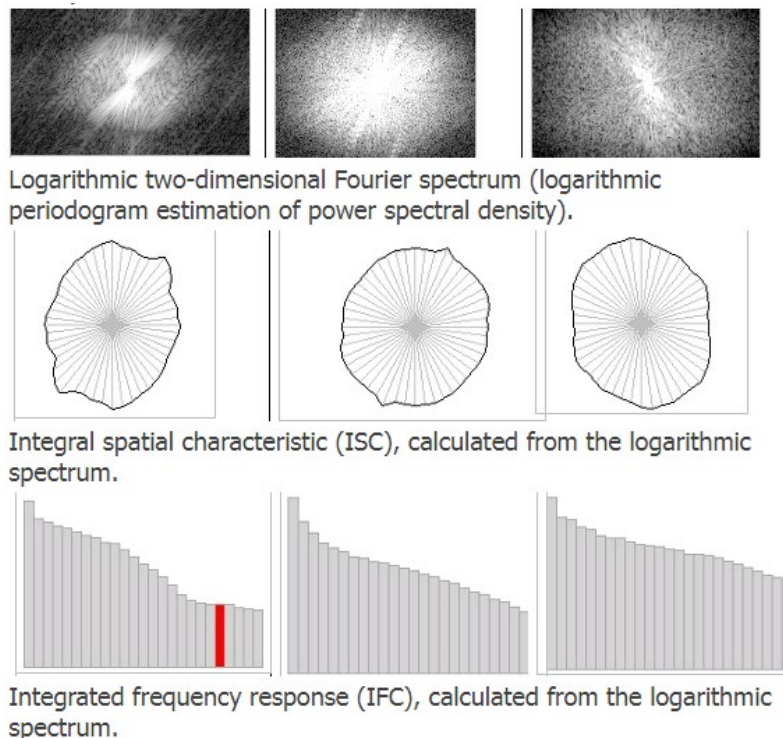 Logarithmic two-dimensional Fourier spectrum (logarithmic
periodogram estimation of power spectral density).
Integral spatial characteristic (ISC), calculated from the logarithmic
spectrum.
Integrated frequency response (IFC), calculated from the logarithmic
spectrum.